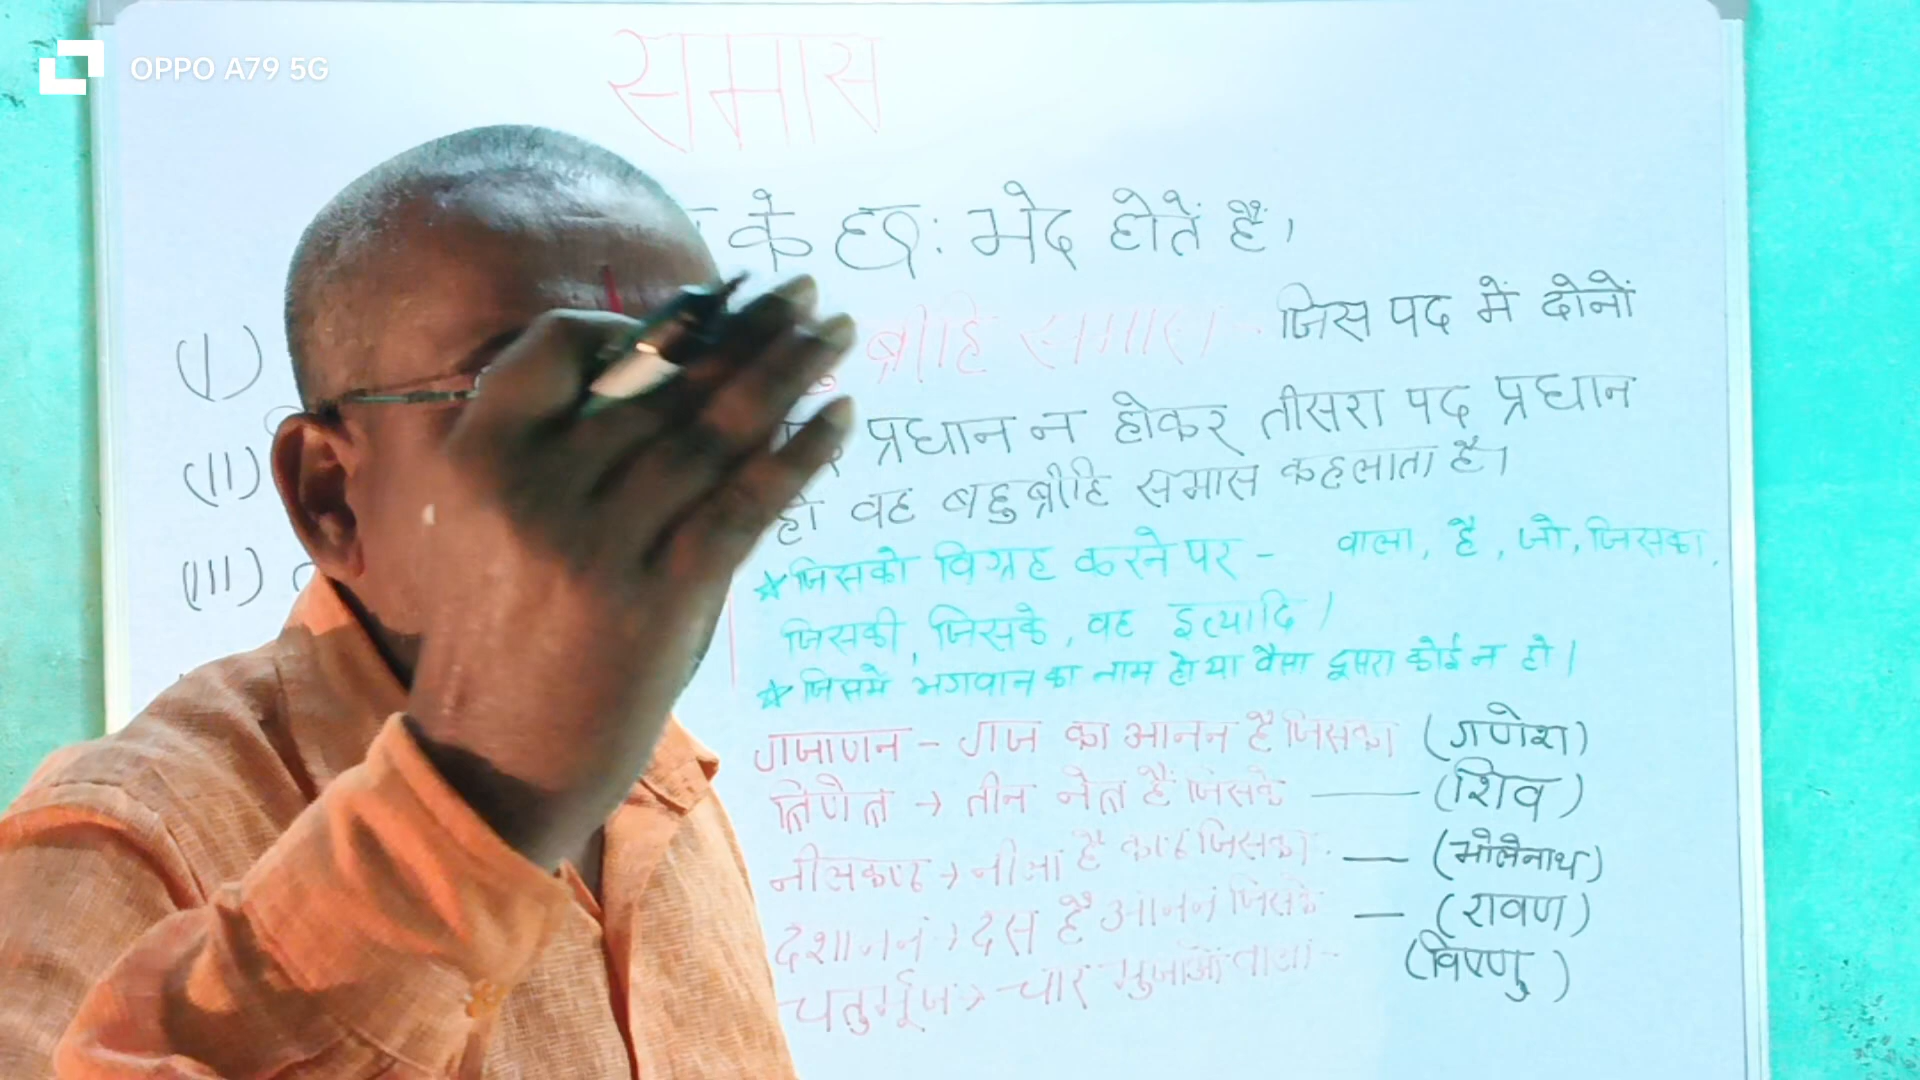 OPPO A79 5G
समास
के छः भेद होतें हैं।
(I) ब्रीहि समास - जिस पद में दोनों
प्रधान न होकर तीसरा पद प्रधान
(II) हो वह बहुब्रीहि समास कहलाता है।
☆ जिसको विग्रह करने पर - वाला, है, जो, जिसका,
(III)
जिसकी, जिसके, वह इत्यादि।
☆ जिसमें भगवान का नाम हो या वैसा दूसरा कोई न हो।
गजाणन - गज का आनन है जिसका (गणेश)
त्रिणेत्र → तीन नेत्र हैं जिसके — (शिव)
नीलकण्ठ → नीला है कंठ जिसका — (भोलेनाथ)
दशाननं → दस है आननं जिसके — (रावण)
चतुर्भूज → चार भुजाओं वाला - (विष्णु)